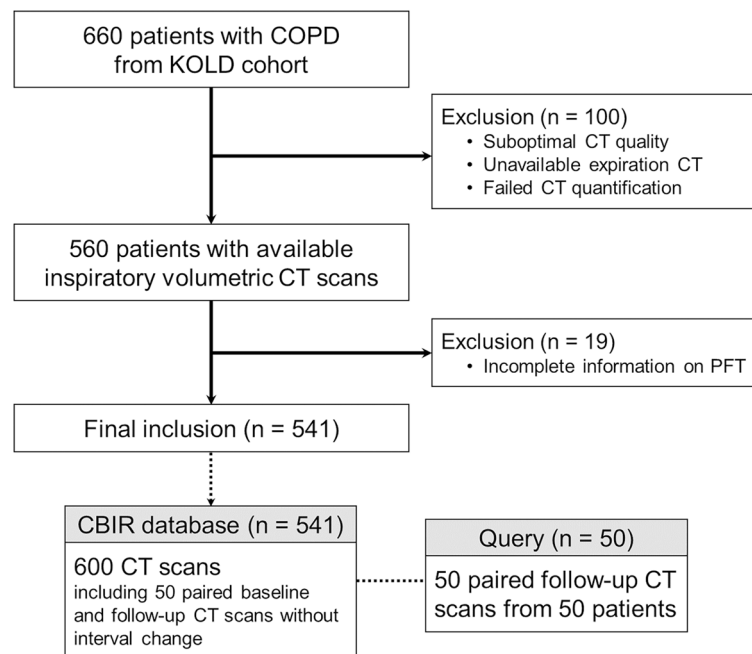 660 patients with COPD
from KOLD cohort
Exclusion (n = 100)
• Suboptimal CT quality
• Unavailable expiration CT
• Failed CT quantification
560 patients with available
inspiratory volumetric CT scans
Exclusion (n = 19)
• Incomplete information on PFT
Final inclusion (n = 541)
CBIR database (n = 541)
600 CT scans
including 50 paired baseline
and follow-up CT scans without
interval change
Query (n = 50)
50 paired follow-up CT
scans from 50 patients